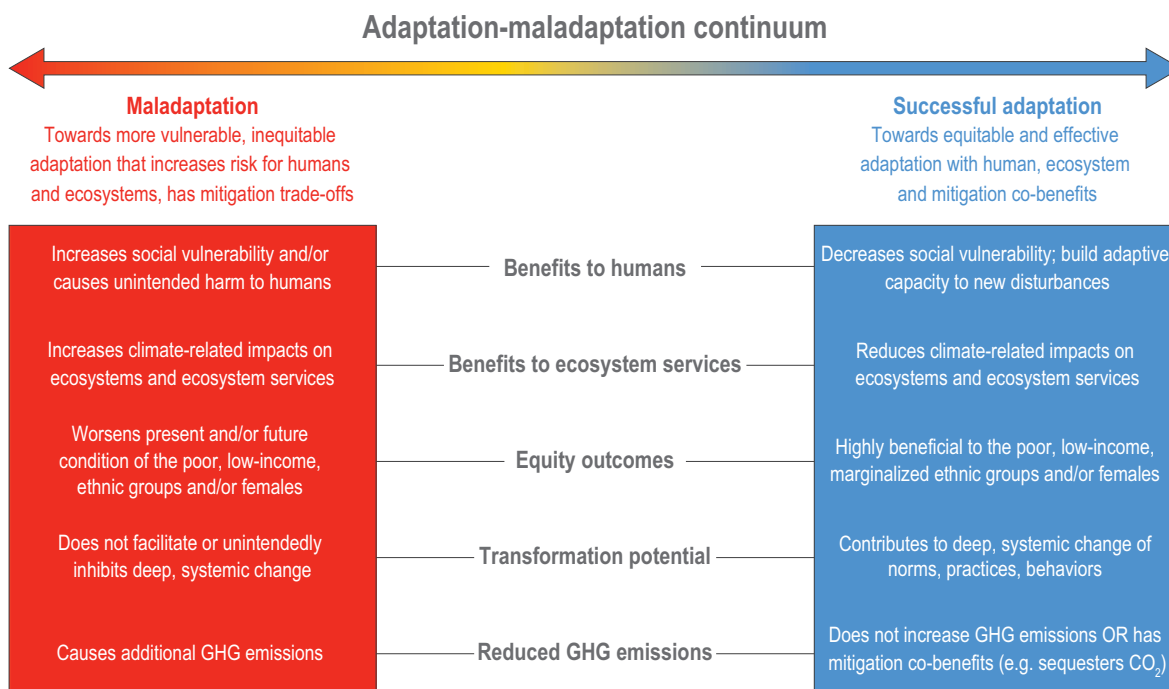 Adaptation-maladaptation continuum
Maladaptation
Towards more vulnerable, inequitable
adaptation that increases risk for humans
and ecosystems, has mitigation trade-offs
Successful adaptation
Towards equitable and effective
adaptation with human, ecosystem
and mitigation co-benefits
Increases social vulnerability and/or
causes unintended harm to humans
Benefits to humans
Decreases social vulnerability; build adaptive
capacity to new disturbances
Increases climate-related impacts on
ecosystems and ecosystem services
Benefits to ecosystem services
Reduces climate-related impacts on
ecosystems and ecosystem services
Worsens present and/or future
condition of the poor, low-income,
ethnic groups and/or females
Equity outcomes
Highly beneficial to the poor, low-income,
marginalized ethnic groups and/or females
Does not facilitate or unintendedly
inhibits deep, systemic change
Transformation potential
Contributes to deep, systemic change of
norms, practices, behaviors
Causes additional GHG emissions
Reduced GHG emissions
Does not increase GHG emissions OR has
mitigation co-benefits (e.g. sequesters CO₂)